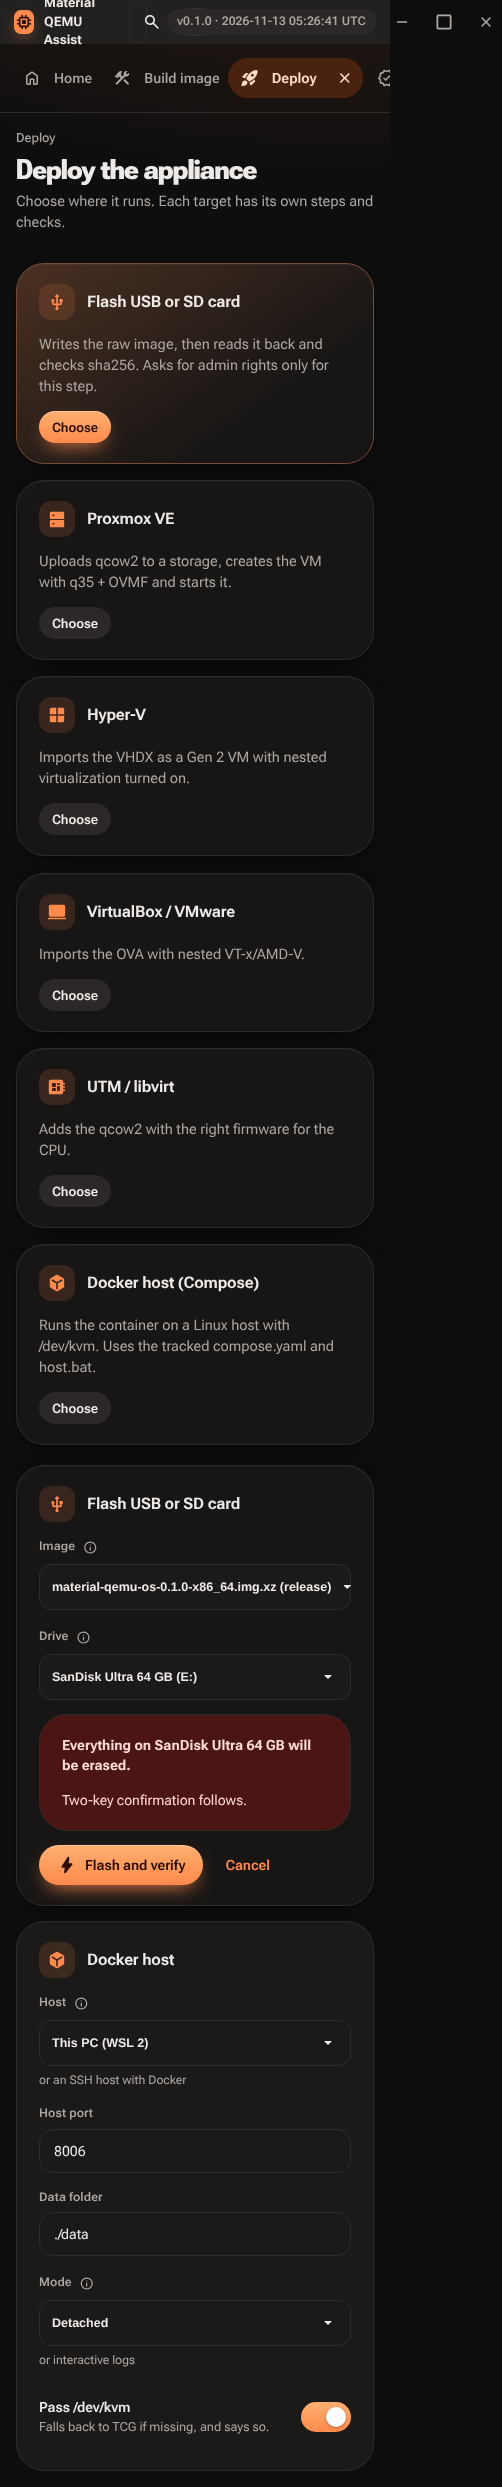 Material
QEMU
Assist
v0.1.0 · 2026-11-13 05:26:41 UTC
Home
Build image
Deploy
Deploy
Deploy the appliance
Choose where it runs. Each target has its own steps and
checks.
Flash USB or SD card
Writes the raw image, then reads it back and
checks sha256. Asks for admin rights only for
this step.
Choose
Proxmox VE
Uploads qcow2 to a storage, creates the VM
with q35 + OVMF and starts it.
Choose
Hyper-V
Imports the VHDX as a Gen 2 VM with nested
virtualization turned on.
Choose
VirtualBox / VMware
Imports the OVA with nested VT-x/AMD-V.
Choose
UTM / libvirt
Adds the qcow2 with the right firmware for the
CPU.
Choose
Docker host (Compose)
Runs the container on a Linux host with
/dev/kvm. Uses the tracked compose.yaml and
host.bat.
Choose
Flash USB or SD card
Image
material-qemu-os-0.1.0-x86_64.img.xz (release)
Drive
SanDisk Ultra 64 GB (E:)
Everything on SanDisk Ultra 64 GB will
be erased.
Two-key confirmation follows.
Flash and verify
Cancel
Docker host
Host
This PC (WSL 2)
or an SSH host with Docker
Host port
8006
Data folder
./data
Mode
Detached
or interactive logs
Pass /dev/kvm
Falls back to TCG if missing, and says so.